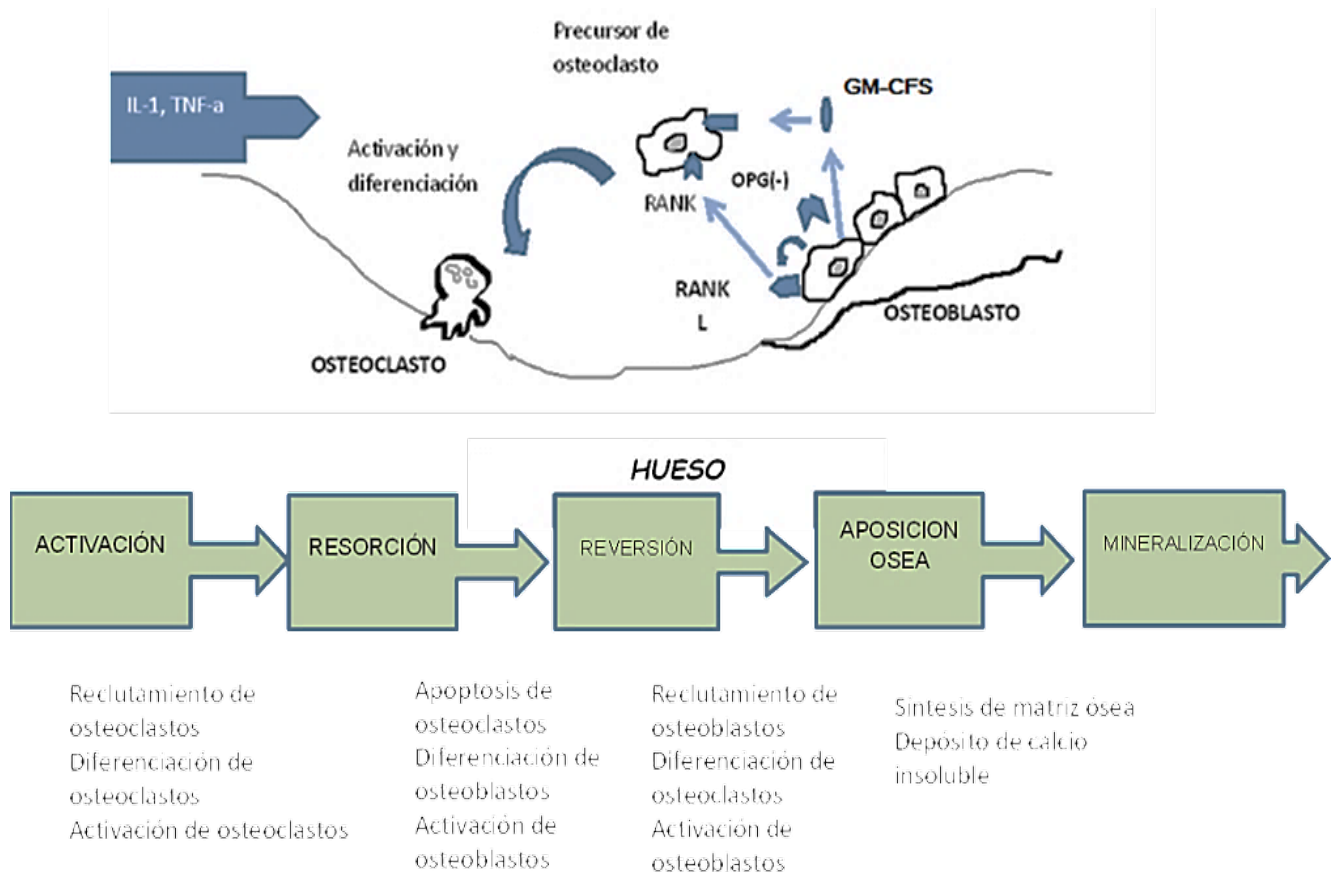 Precursor de
osteoclasto
GM-CFS
IL-1, TNF-a
Activación y
diferenciación
OPG(-)
RANK
RANK
L
OSTEOBLASTO
OSTEOCLASTO
HUESO
ACTIVACIÓN
RESORCIÓN
REVERSIÓN
APOSICION
OSEA
MINERALIZACIÓN
Reclutamiento de
osteoclastos
Diferenciación de
osteoclastos
Activación de osteoclastos
Apoptosis de
osteoclastos
Diferenciación de
osteoblastos
Activación de
osteoblastos
Reclutamiento de
osteoblastos
Diferenciación de
osteoclastos
Activación de
osteoblastos
Síntesis de matriz ósea
Depósito de calcio
insoluble